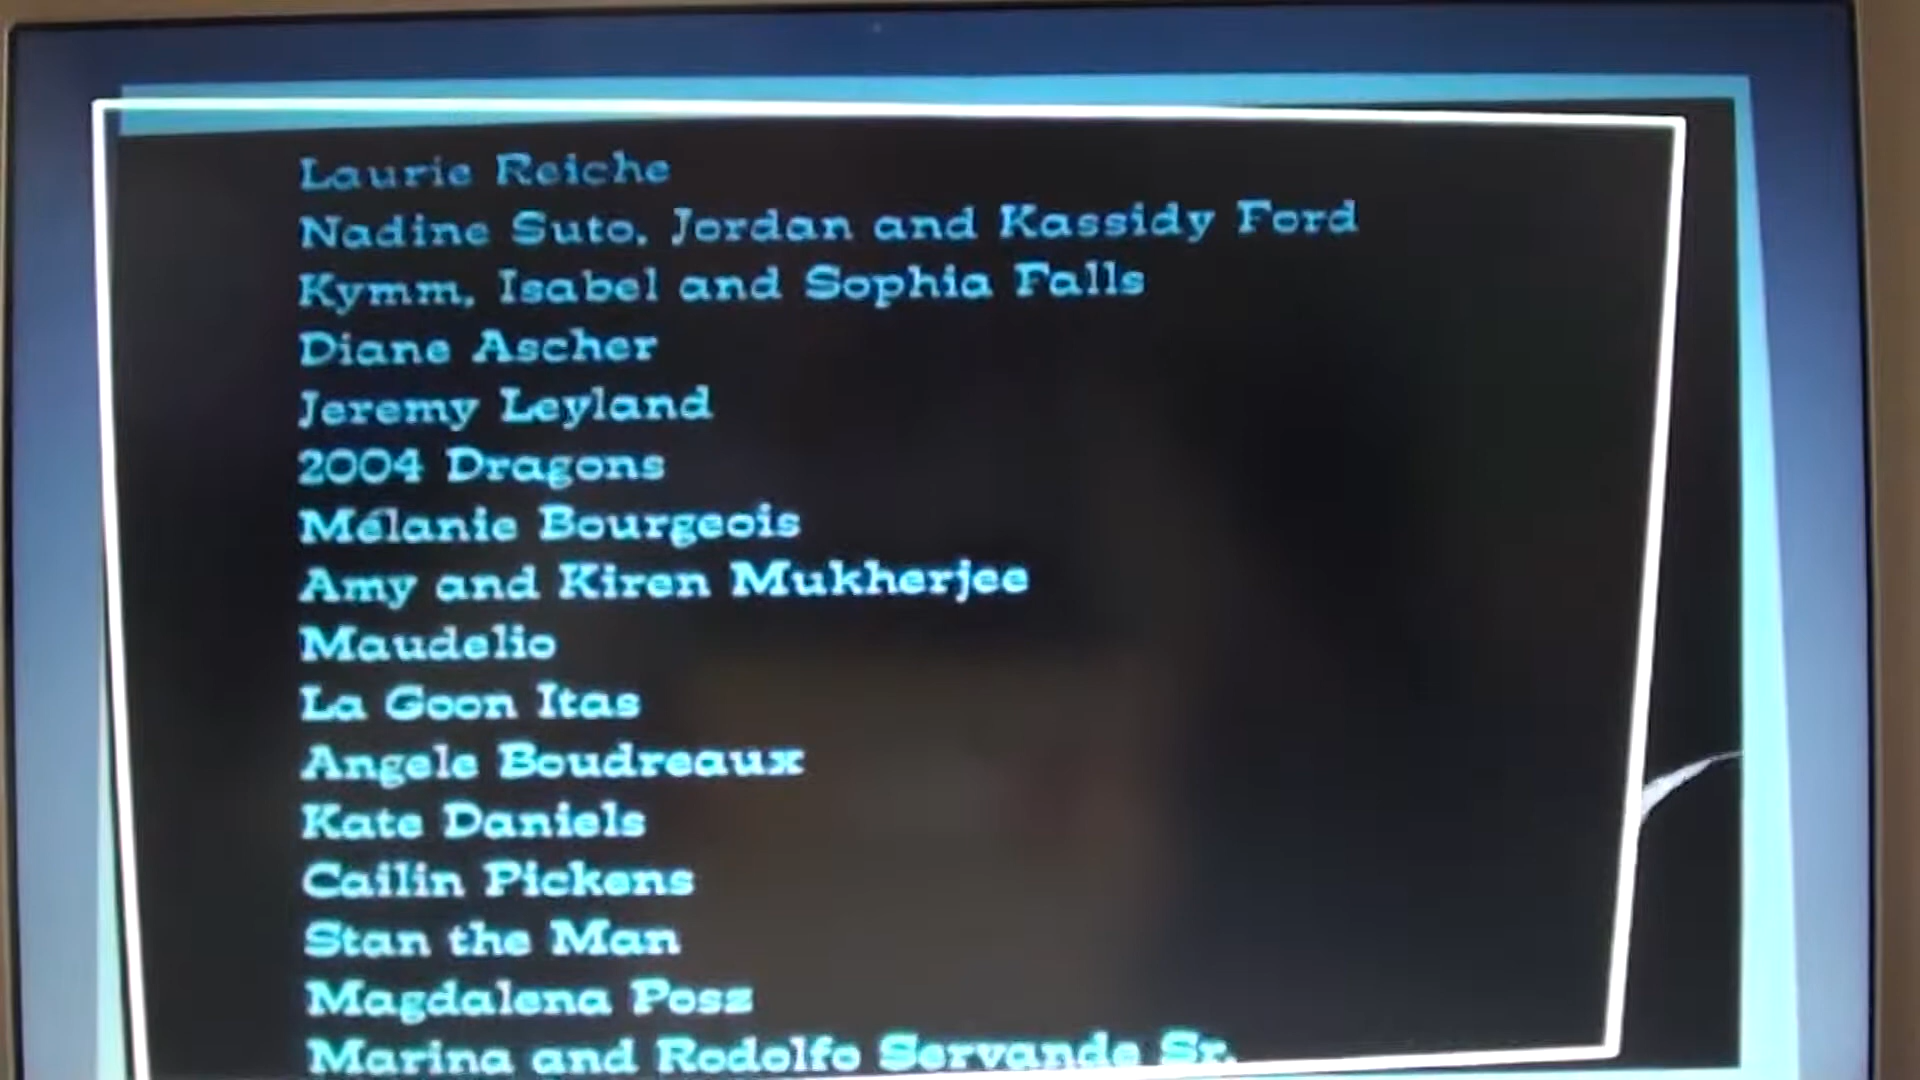 Laurie Reiche
Nadine Suto, Jordan and Kassidy Ford
Kymm, Isabel and Sophia Falls
Diane Ascher
Jeremy Leyland
2004 Dragons
Mélanie Bourgeois
Amy and Kiren Mukherjee
Maudelio
La Goon Itas
Angele Boudreaux
Kate Daniels
Cailin Pickens
Stan the Man
Magdalena Posz
Marina and Rodolfo Servande Sr.